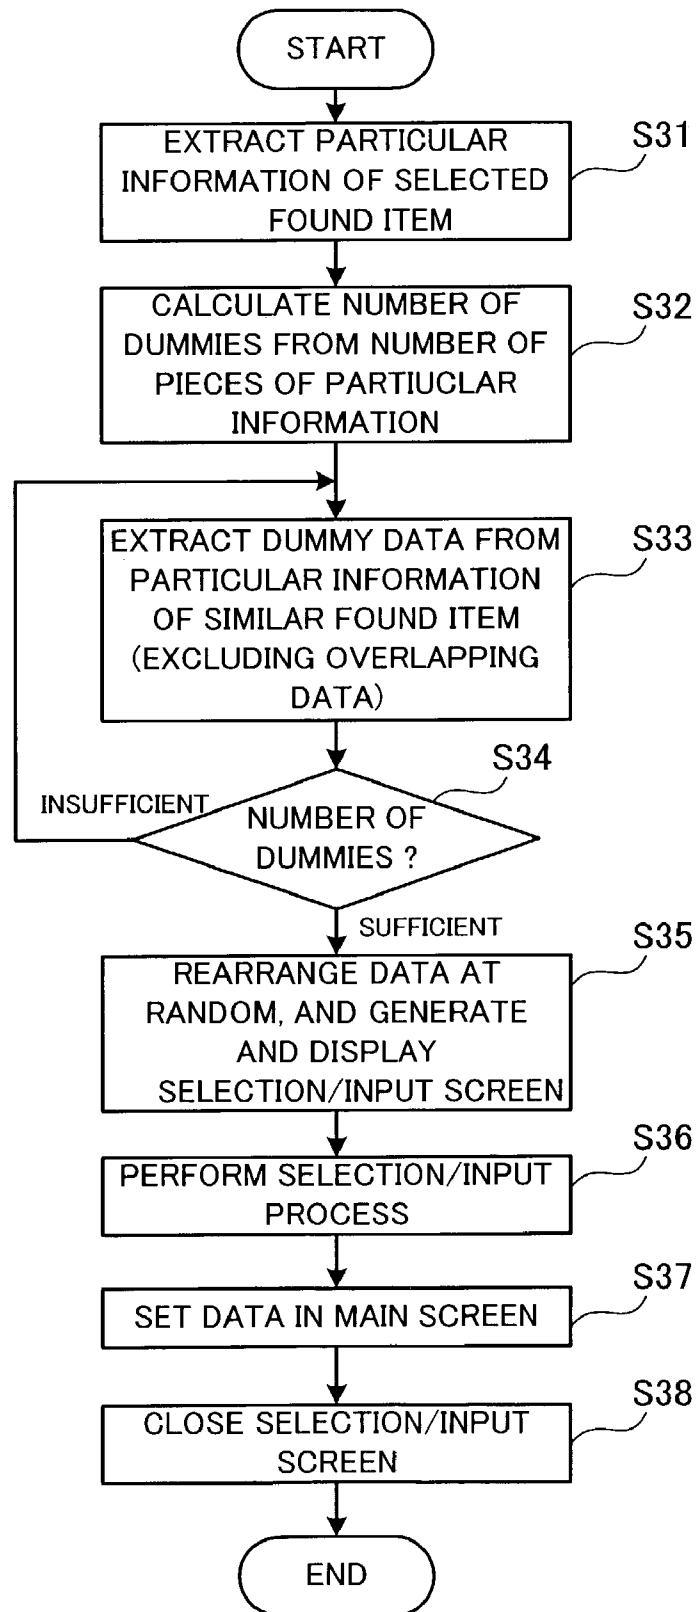 START
S31
EXTRACT PARTICULAR
INFORMATION OF SELECTED
FOUND ITEM
S32
CALCULATE NUMBER OF
DUMMIES FROM NUMBER OF
PIECES OF PARTIUCLAR
INFORMATION
S33
EXTRACT DUMMY DATA FROM
PARTICULAR INFORMATION
OF SIMILAR FOUND ITEM
(EXCLUDING OVERLAPPING
DATA)
S34
INSUFFICIENT
NUMBER OF
DUMMIES ?
SUFFICIENT
S35
REARRANGE DATA AT
RANDOM, AND GENERATE
AND DISPLAY
SELECTION/INPUT SCREEN
S36
PERFORM SELECTION/INPUT
PROCESS
S37
SET DATA IN MAIN SCREEN
S38
CLOSE SELECTION/INPUT
SCREEN
END